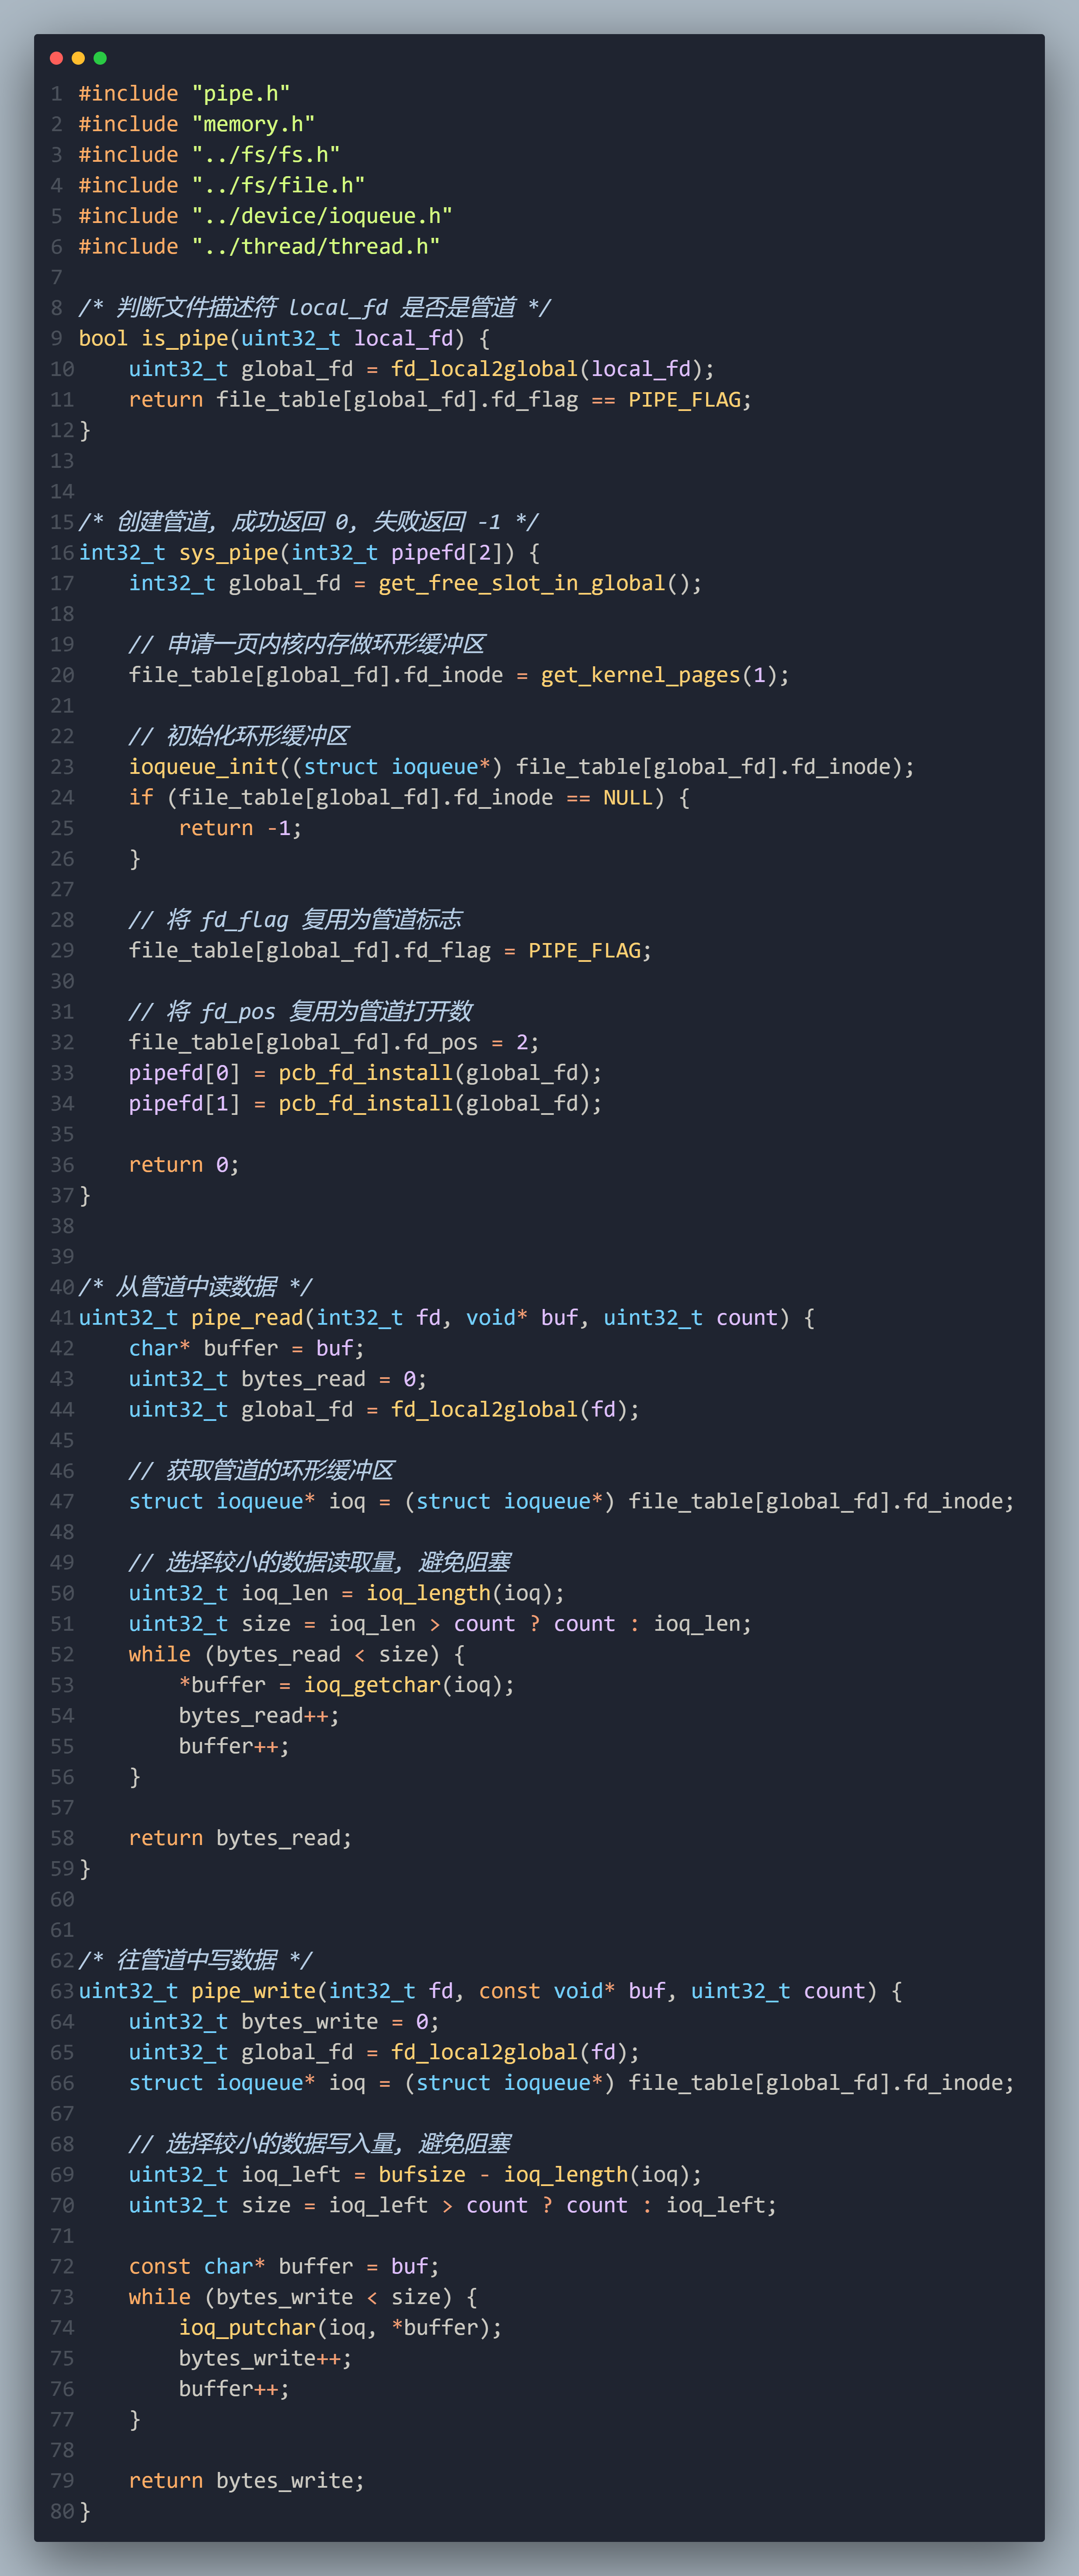 1 #include "pipe.h"
2 #include "memory.h"
3 #include "../fs/fs.h"
4 #include "../fs/file.h"
5 #include "../device/ioqueue.h"
6 #include "../thread/thread.h"
7
8 /* 判断文件描述符 local_fd 是否是管道 */
9 bool is_pipe(uint32_t local_fd) {
10     uint32_t global_fd = fd_local2global(local_fd);
11     return file_table[global_fd].fd_flag == PIPE_FLAG;
12 }
13
14
15 /* 创建管道, 成功返回 0, 失败返回 -1 */
16 int32_t sys_pipe(int32_t pipefd[2]) {
17     int32_t global_fd = get_free_slot_in_global();
18
19     // 申请一页内核内存做环形缓冲区
20     file_table[global_fd].fd_inode = get_kernel_pages(1);
21
22     // 初始化环形缓冲区
23     ioqueue_init((struct ioqueue*) file_table[global_fd].fd_inode);
24     if (file_table[global_fd].fd_inode == NULL) {
25         return -1;
26     }
27
28     // 将 fd_flag 复用为管道标志
29     file_table[global_fd].fd_flag = PIPE_FLAG;
30
31     // 将 fd_pos 复用为管道打开数
32     file_table[global_fd].fd_pos = 2;
33     pipefd[0] = pcb_fd_install(global_fd);
34     pipefd[1] = pcb_fd_install(global_fd);
35
36     return 0;
37 }
38
39
40 /* 从管道中读数据 */
41 uint32_t pipe_read(int32_t fd, void* buf, uint32_t count) {
42     char* buffer = buf;
43     uint32_t bytes_read = 0;
44     uint32_t global_fd = fd_local2global(fd);
45
46     // 获取管道的环形缓冲区
47     struct ioqueue* ioq = (struct ioqueue*) file_table[global_fd].fd_inode;
48
49     // 选择较小的数据读取量, 避免阻塞
50     uint32_t ioq_len = ioq_length(ioq);
51     uint32_t size = ioq_len > count ? count : ioq_len;
52     while (bytes_read < size) {
53         *buffer = ioq_getchar(ioq);
54         bytes_read++;
55         buffer++;
56     }
57
58     return bytes_read;
59 }
60
61
62 /* 往管道中写数据 */
63 uint32_t pipe_write(int32_t fd, const void* buf, uint32_t count) {
64     uint32_t bytes_write = 0;
65     uint32_t global_fd = fd_local2global(fd);
66     struct ioqueue* ioq = (struct ioqueue*) file_table[global_fd].fd_inode;
67
68     // 选择较小的数据写入量, 避免阻塞
69     uint32_t ioq_left = bufsize - ioq_length(ioq);
70     uint32_t size = ioq_left > count ? count : ioq_left;
71
72     const char* buffer = buf;
73     while (bytes_write < size) {
74         ioq_putchar(ioq, *buffer);
75         bytes_write++;
76         buffer++;
77     }
78
79     return bytes_write;
80 }